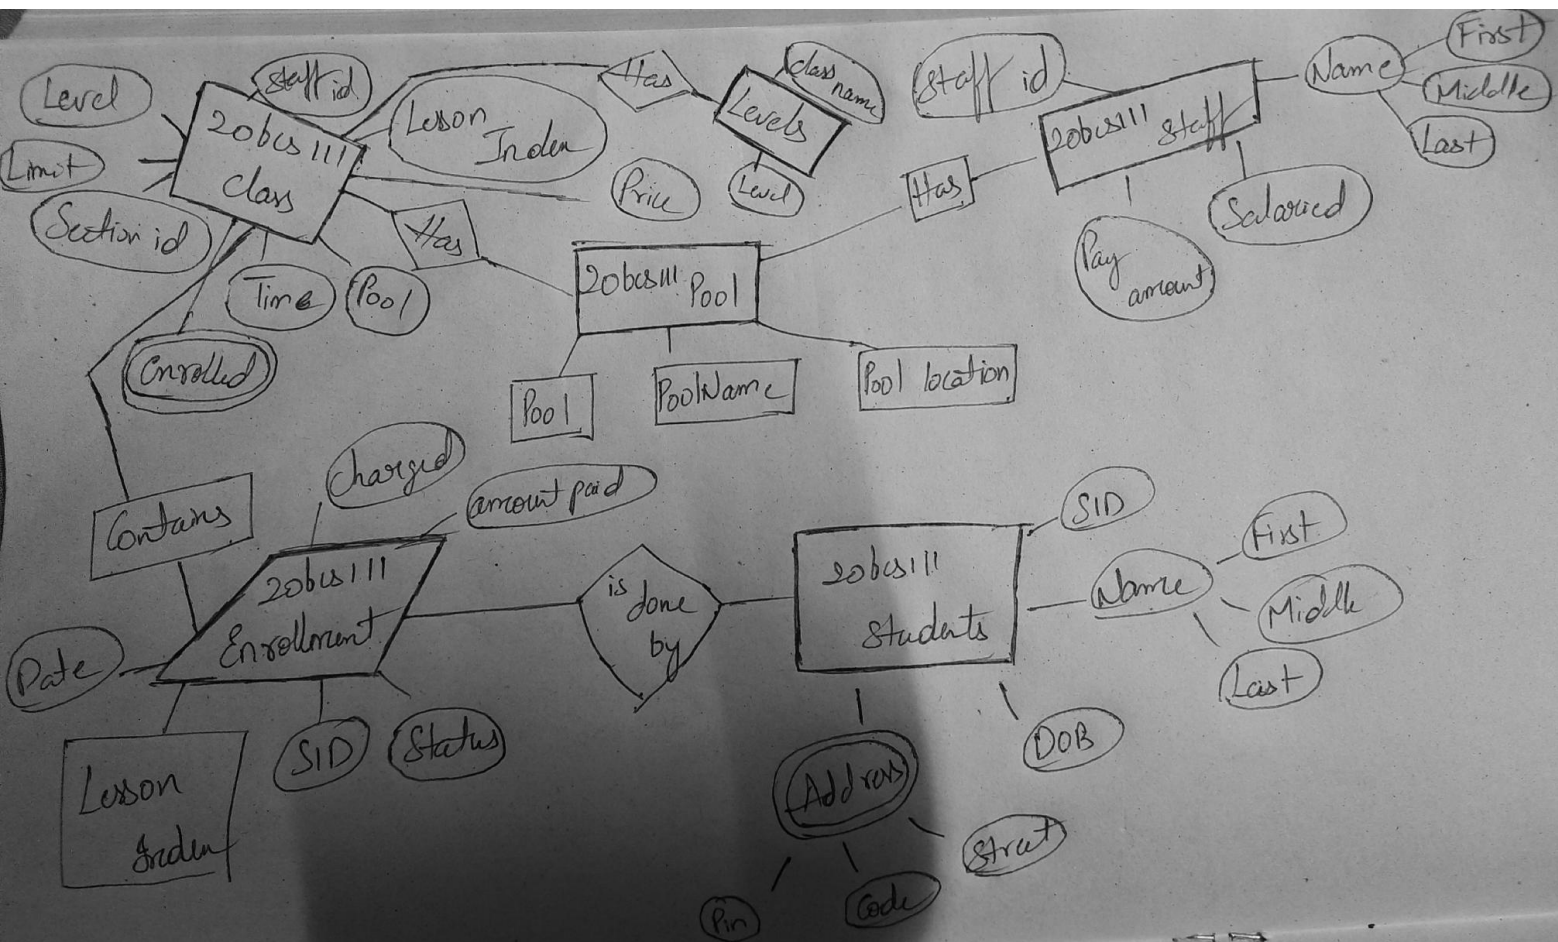 Level
Staff id
20bcs111
class
Limit
Section id
Time
Pool
Enrolled
Lesson
Index
Price
Has
Levels
class
name
Level
Has
20bcs111
Pool
Pool
PoolName
Pool location
Has
Staff id
20bcs111
Staff
Name
First
Middle
Last
Pay
amount
Salaried
Contains
charged
amount paid
20bcs111
Enrollment
Date
Lesson
Index
SID
Status
is
done
by
20bcs111
Students
SID
Name
First
Middle
Last
DOB
Address
Street
Code
Pin